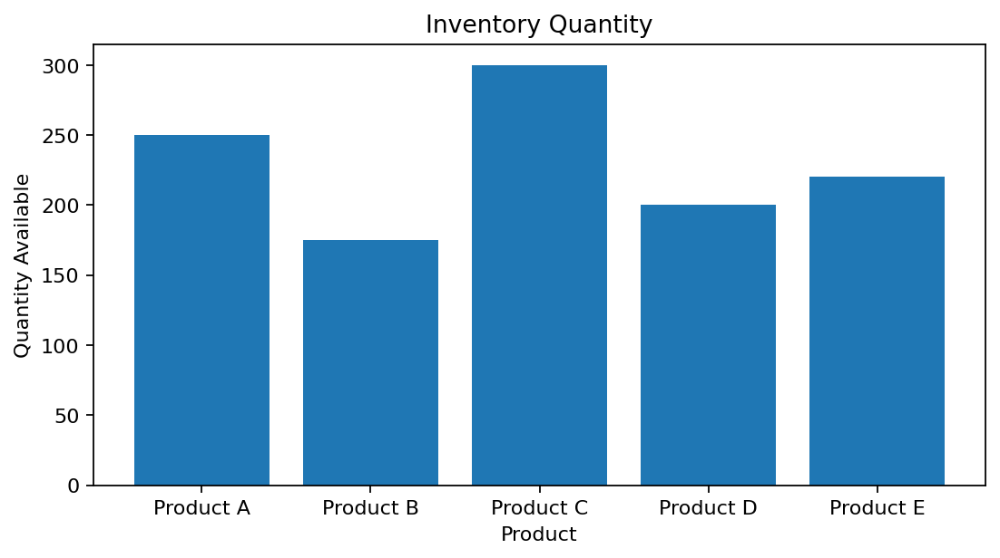 Inventory Quantity
Quantity Available
300
250
200
150
100
50
0
Product A Product B Product C Product D Product E
Product